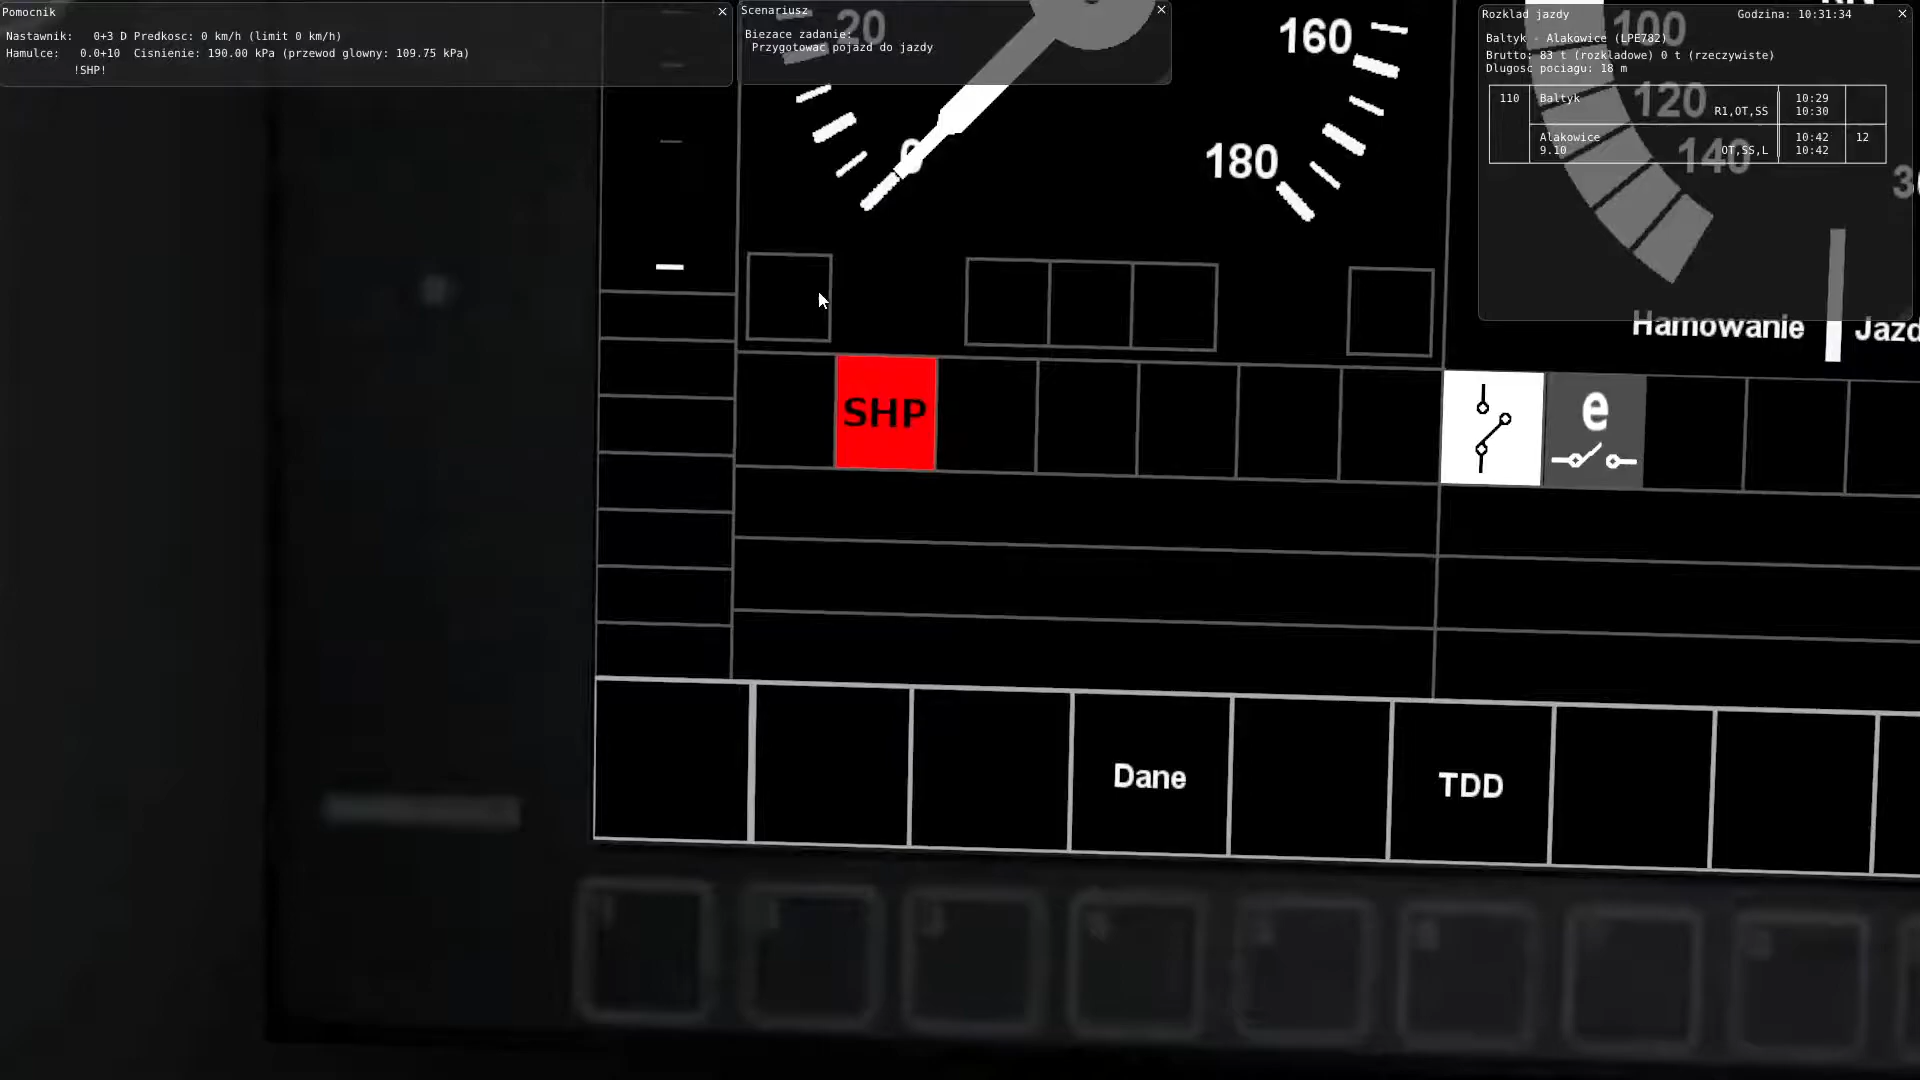 Pomocnik
Nastawnik:   0+3 D Predkosc: 0 km/h (limit 0 km/h)
Hamulce:   0.0+10  Cisnienie: 190.00 kPa (przewod glowny: 109.75 kPa)
!SHP!
Scenariusz
Biezace zadanie:
Przygotowac pojazd do jazdy
Rozklad jazdy Godzina: 10:31:34
Baltyk - Alakowice (LPE782)
Brutto: 83 t (rozkladowe) 0 t (rzeczywiste)
Dlugosc pociagu: 18 m
110 Baltyk 10:29
R1,OT,SS 10:30
Alakowice 10:42 12
9.10 OT,SS,L 10:42
20
0
160
180
100
120
140
Hamowanie
SHP
e
Dane
TDD